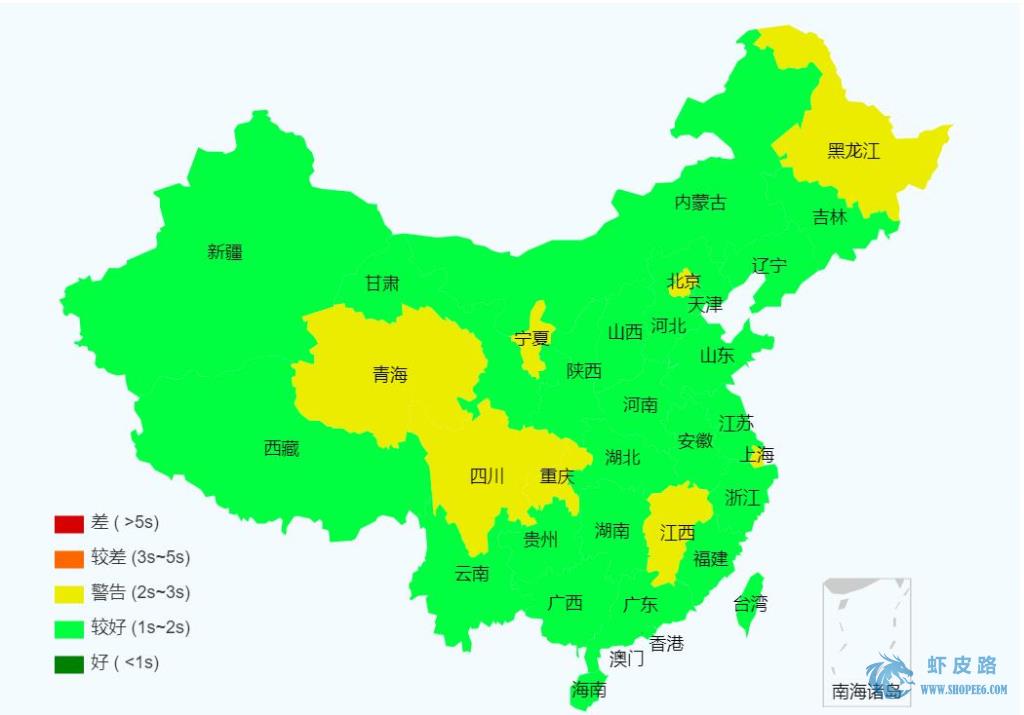 黑龙江
内蒙古
吉林
新疆
辽宁
甘肃
北京
天津
宁夏
山西
河北
山东
青海
陕西
河南
江苏
安徽
西藏
上海
湖北
四川
重庆
浙江
湖南
江西
贵州
福建
云南
广西
广东
台湾
香港
澳门
海南
南海诸岛
差 ( >5s)
较差 (3s~5s)
警告 (2s~3s)
较好 (1s~2s)
好 ( <1s)
虾皮路
WWW.SHOPEE6.COM